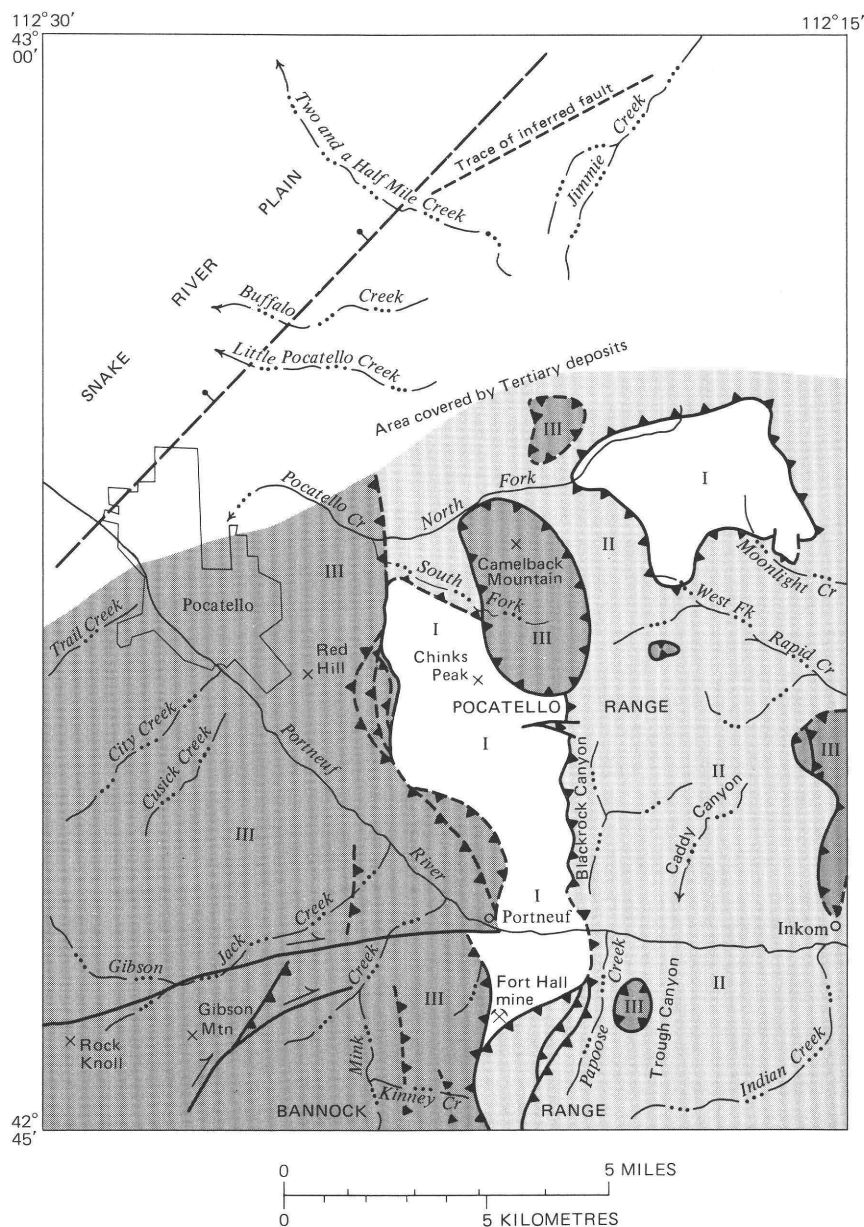 112°30′
112°15′
43°
00′
Two and a Half Mile Creek
Trace of inferred fault
Jimmie Creek
SNAKE RIVER PLAIN
Buffalo Creek
Little Pocatello Creek
Area covered by Tertiary deposits
III
I
Pocatello Cr
North Fork
II
Camelback
Mountain
Moonlight Cr
III
South Fork
West Fk
Pocatello
Trail Creek
I
III
Rapid Cr
Red
Hill
Chinks
Peak
POCATELLO RANGE
City Creek
Cusick Creek
Portneuf River
I
Blackrock Canyon
II
Caddy Canyon
III
III
I
Portneuf
Inkom
Gibson Jack Creek
Fort Hall
mine
II
III
Creek
III
Gibson
Mtn
Rock
Knoll
Mink Creek
Papoose
Trough Canyon
Indian Creek
Kinney Cr
BANNOCK RANGE
42°
45′
0 5 MILES
0 5 KILOMETRES